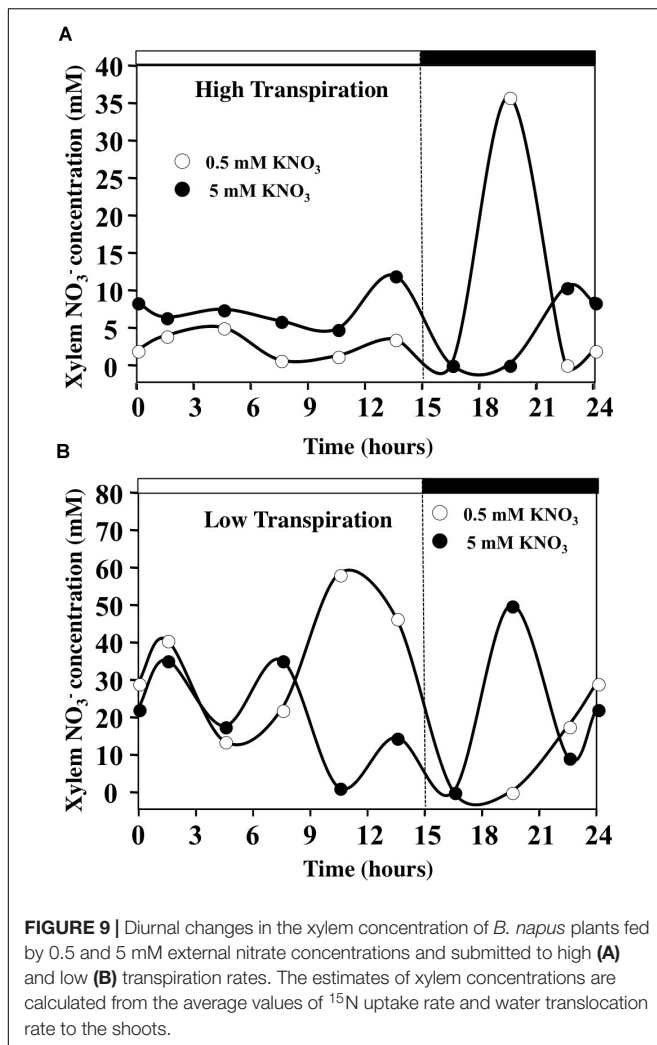 A
High Transpiration
0.5 mM KNO₃
5 mM KNO₃
Xylem NO₃⁻ concentration (mM)
40
35
30
25
20
15
10
5
0
0 3 6 9 12 15 18 21 24
Time (hours)
B
Low Transpiration
0.5 mM KNO₃
5 mM KNO₃
Xylem NO₃⁻ concentration (mM)
80
70
60
50
40
30
20
10
0
0 3 6 9 12 15 18 21 24
Time (hours)
FIGURE 9 | Diurnal changes in the xylem concentration of B. napus plants fed
by 0.5 and 5 mM external nitrate concentrations and submitted to high (A)
and low (B) transpiration rates. The estimates of xylem concentrations are
calculated from the average values of ¹⁵N uptake rate and water translocation
rate to the shoots.